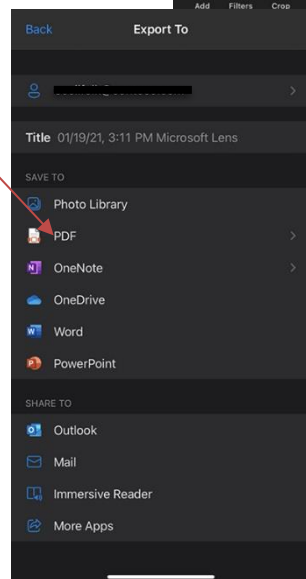 Add Filters Crop
Back Export To
Title 01/19/21, 3:11 PM Microsoft Lens
SAVE TO
Photo Library
PDF
OneNote
OneDrive
Word
PowerPoint
SHARE TO
Outlook
Mail
Immersive Reader
More Apps